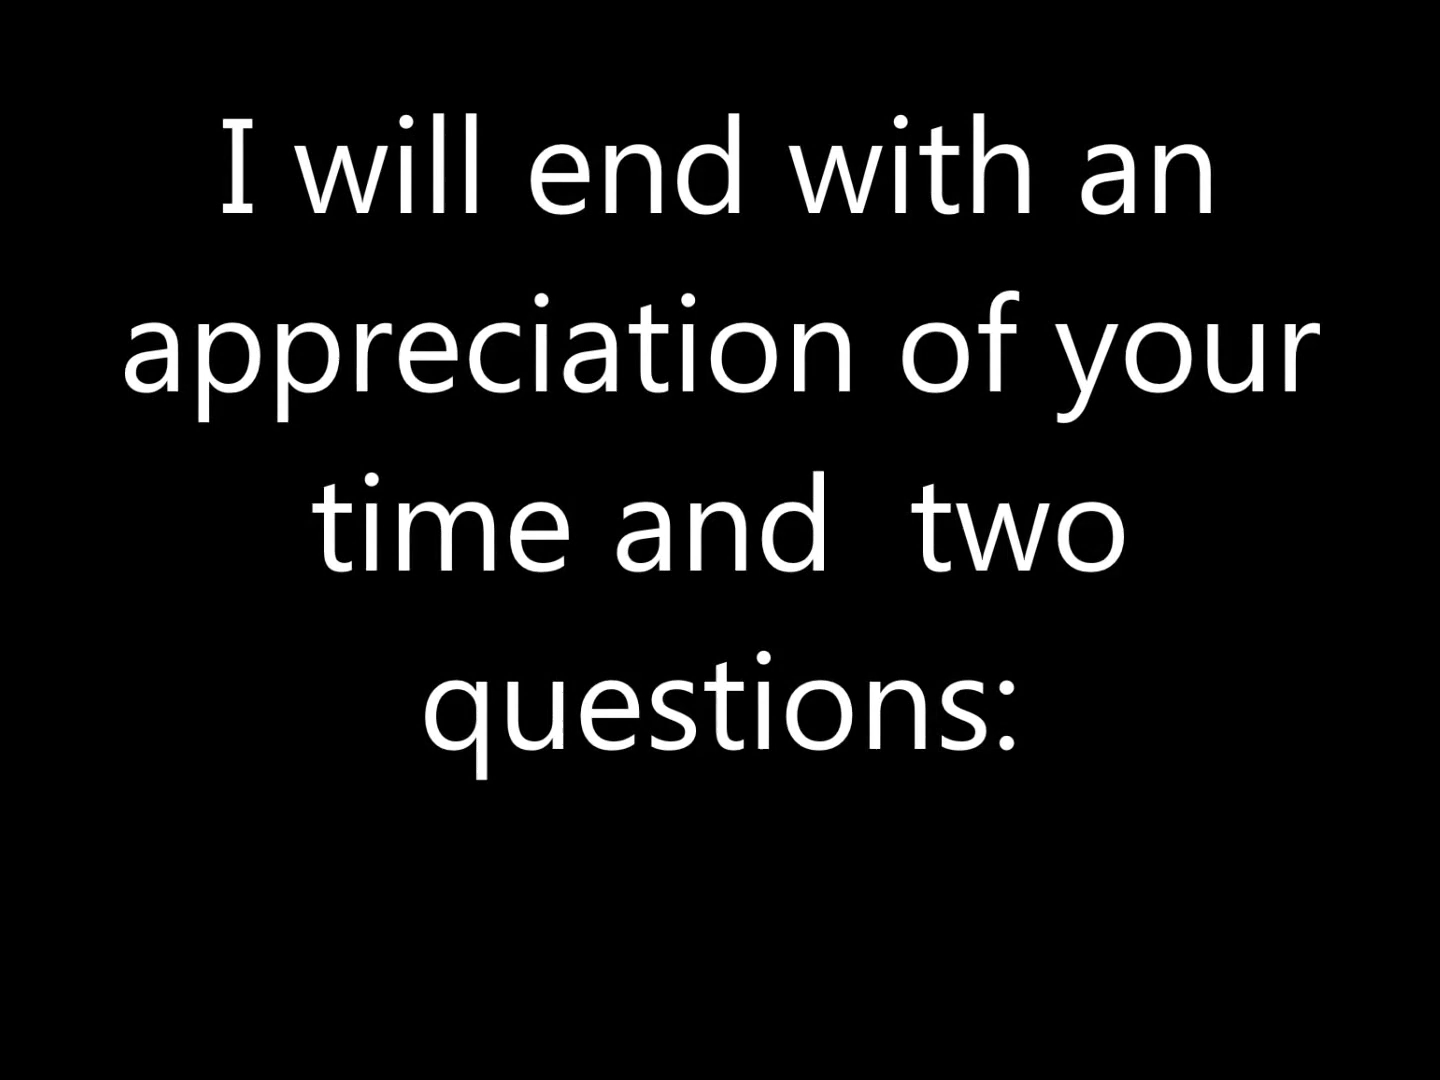 I will end with an
appreciation of your
time and  two
questions: